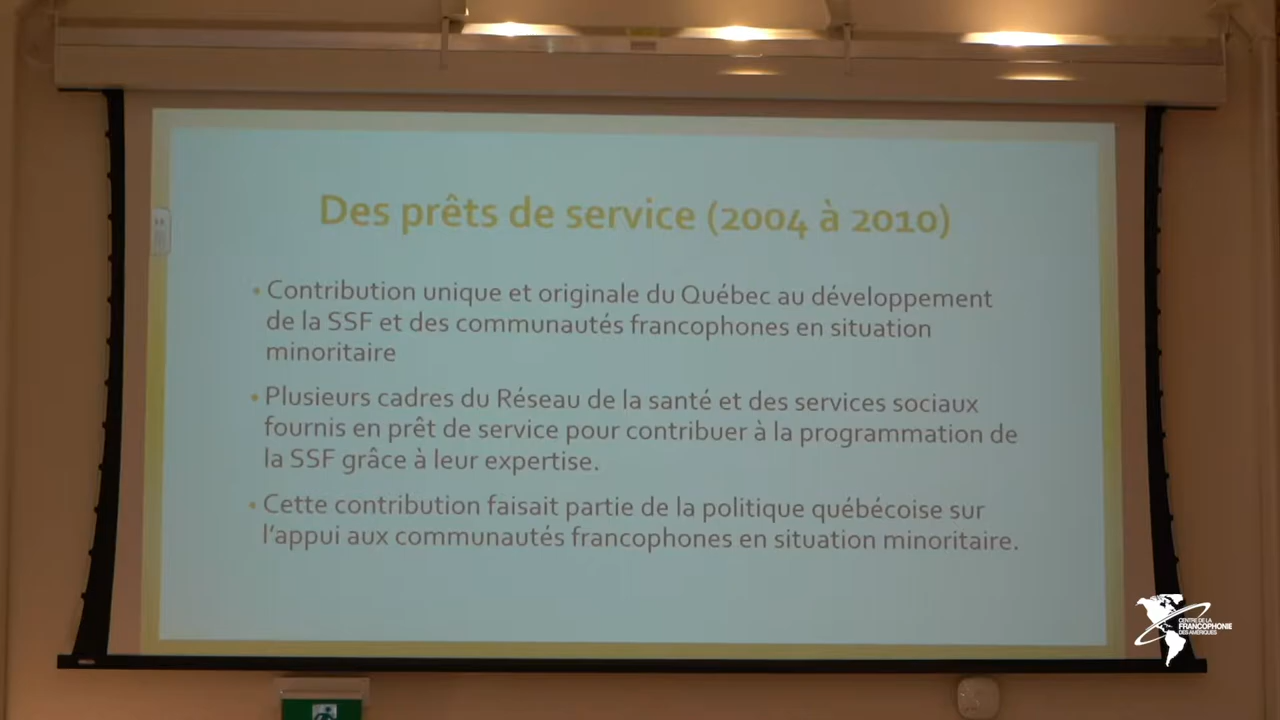 Des prêts de service (2004 à 2010)
• Contribution unique et originale du Québec au développement
de la SSF et des communautés francophones en situation
minoritaire
• Plusieurs cadres du Réseau de la santé et des services sociaux
fournis en prêt de service pour contribuer à la programmation de
la SSF grâce à leur expertise.
• Cette contribution faisait partie de la politique québécoise sur
l'appui aux communautés francophones en situation minoritaire.
CENTRE DE LA
FRANCOPHONIE
DES AMÉRIQUES